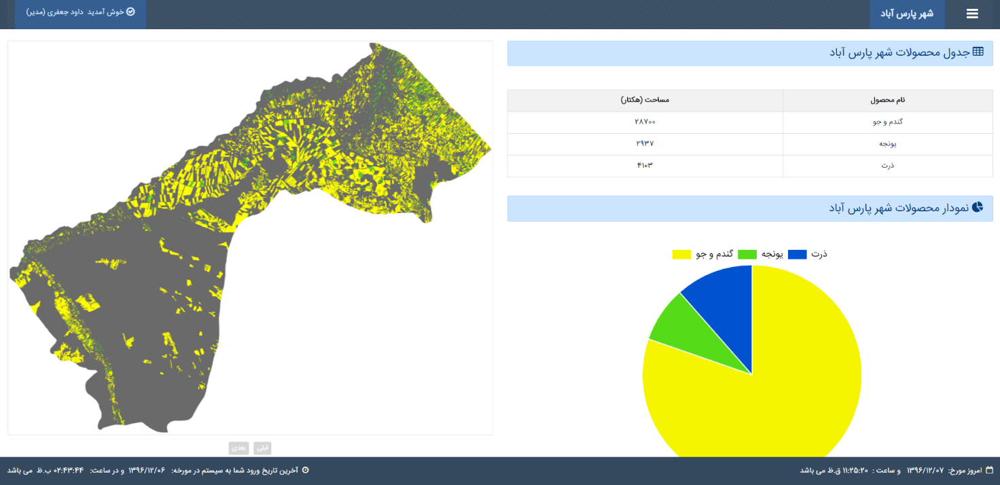 شهر پارس آباد
خوش آمدید داود جعفری (مدیر)
جدول محصولات شهر پارس آباد
نام محصول مساحت (هکتار)
گندم و جو ۲۸۷۰۰
یونجه ۲۹۳۷
ذرت ۴۱۰۳
نمودار محصولات شهر پارس آباد
ذرت یونجه گندم و جو
قبلی بعدی
امروز مورخ: ۱۳۹۶/۱۲/۰۷ و ساعت : ۱۱:۲۵:۲۰ ق.ظ می باشد
آخرین تاریخ ورود شما به سیستم در مورخه: ۱۳۹۶/۱۲/۰۶ و در ساعت: ۰۲:۴۳:۴۴ ب.ظ می باشد